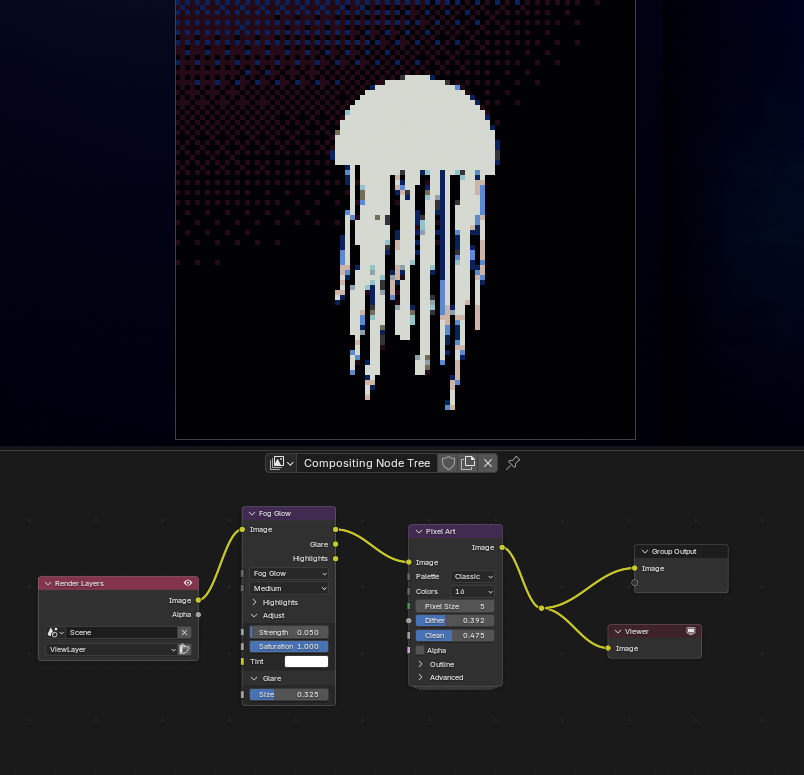 Compositing Node Tree
Fog Glow
Image
Glare
Highlights
Fog Glow
Medium
Highlights
Adjust
Strength 0.050
Saturation 1.000
Tint
Glare
Size 0.325
Render Layers
Image
Alpha
Scene
ViewLayer
Pixel Art
Image
Image
Palette Classic
Colors 16
Pixel Size 5
Dither 0.392
Clean 0.475
Alpha
Outline
Advanced
Group Output
Image
Viewer
Image